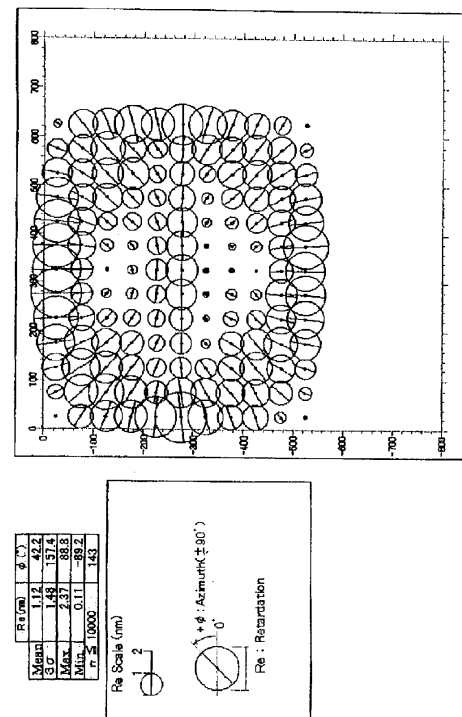 800
700
600
500
400
300
200
100
0
0 -100 -200 -300 -400 -500 -600 -700 -800
Re(nm) φ(°)
Mean 1.12 42.2
3σ 1.48 157.4
Max 2.37 88.8
Min 0.11 -89.2
n ≦ 10000 143
Re Scale (nm)
1 2
+φ : Azimuth(±90°)
0°
Re : Retardation